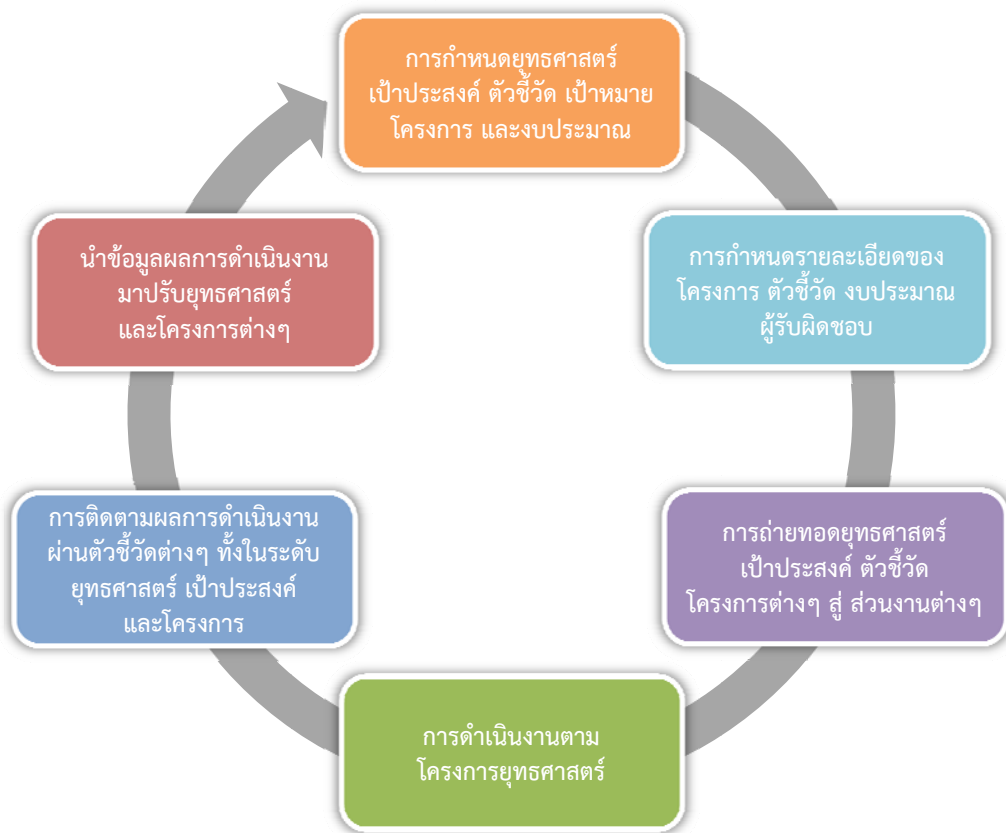 การกำหนดยุทธศาสตร์
เป้าประสงค์ ตัวชี้วัด เป้าหมาย
โครงการ และงบประมาณ
การกำหนดรายละเอียดของ
โครงการ ตัวชี้วัด งบประมาณ
ผู้รับผิดชอบ
การถ่ายทอดยุทธศาสตร์
เป้าประสงค์ ตัวชี้วัด
โครงการต่างๆ สู่ ส่วนงานต่างๆ
การดำเนินงานตาม
โครงการยุทธศาสตร์
การติดตามผลการดำเนินงาน
ผ่านตัวชี้วัดต่างๆ ทั้งในระดับ
ยุทธศาสตร์ เป้าประสงค์
และโครงการ
นำข้อมูลผลการดำเนินงาน
มาปรับยุทธศาสตร์
และโครงการต่างๆ